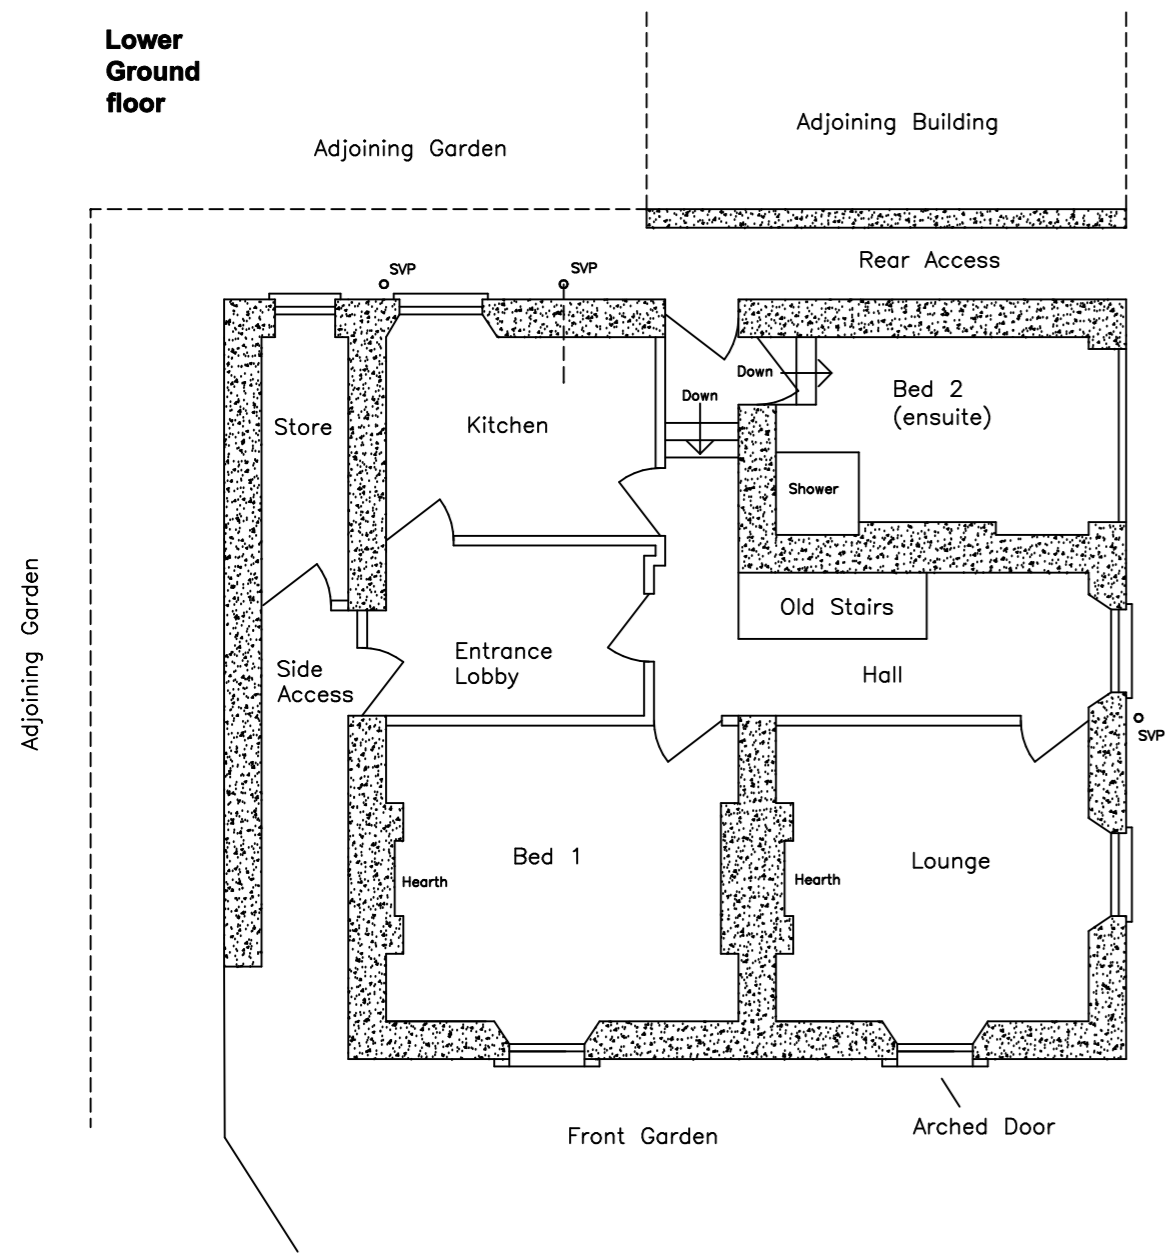 Lower
Ground
floor
Adjoining Building
Adjoining Garden
Rear Access
SVP
SVP
Down
Down
Bed 2
(ensuite)
Store
Kitchen
Shower
Old Stairs
Adjoining Garden
Entrance
Lobby
Side
Access
Hall
SVP
Bed 1
Lounge
Hearth
Hearth
Front Garden
Arched Door